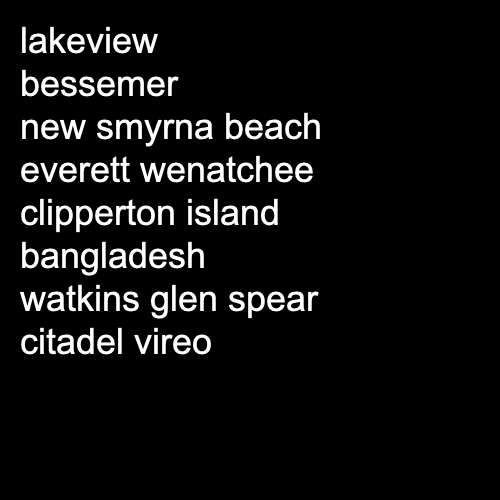 lakeview
bessemer
new smyrna beach
everett wenatchee
clipperton island
bangladesh
watkins glen spear
citadel vireo